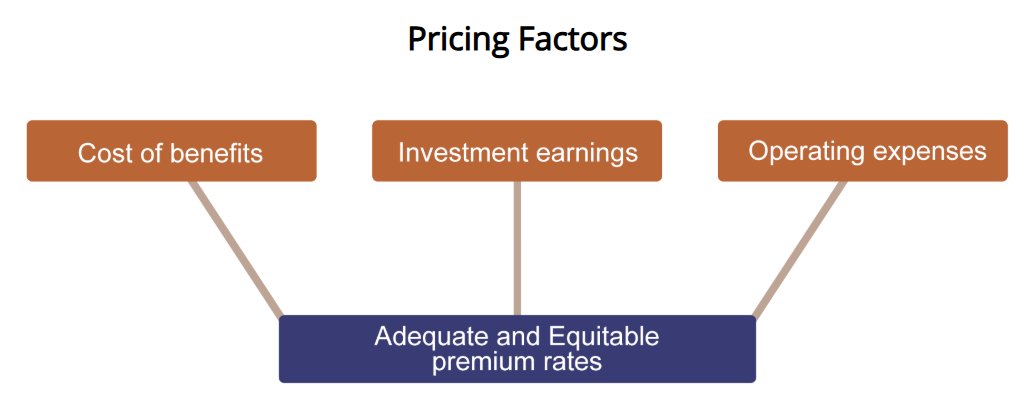 Pricing Factors
Cost of benefits
Investment earnings
Operating expenses
Adequate and Equitable
premium rates